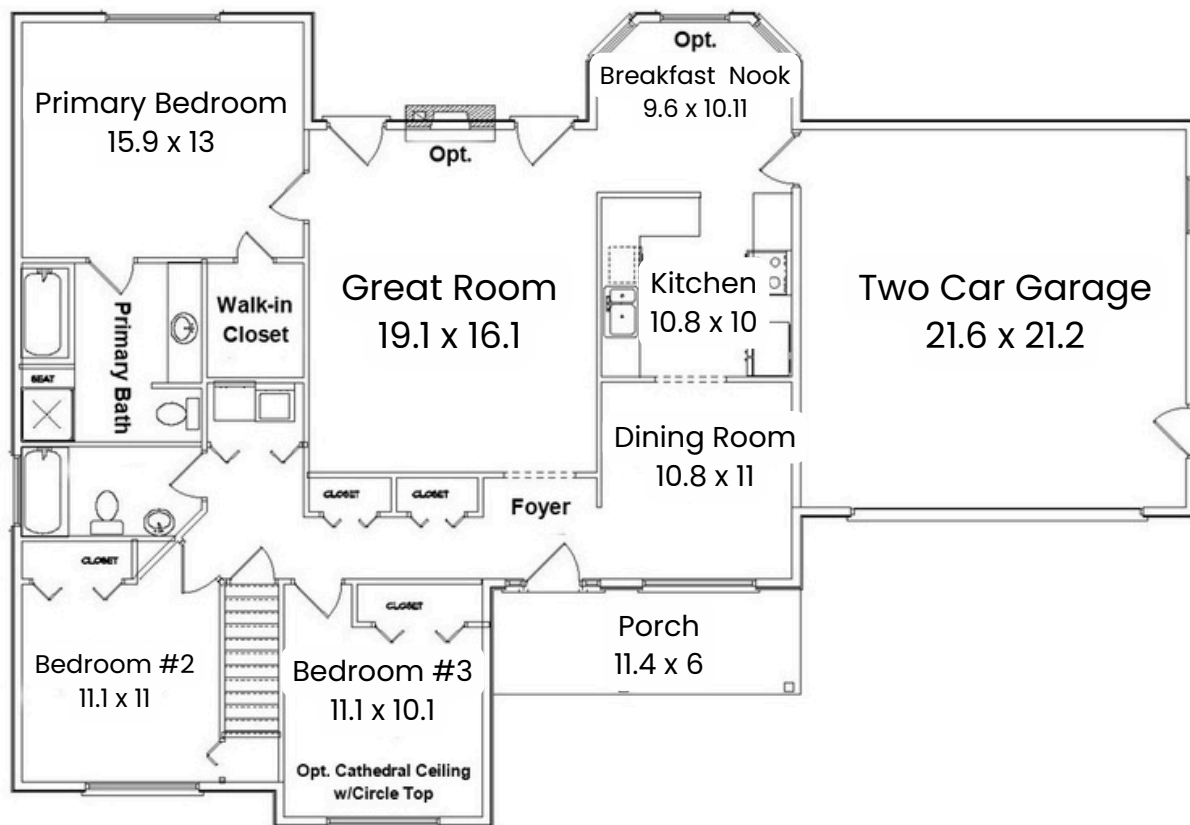 Opt.
Breakfast Nook
9.6 x 10.11
Primary Bedroom
15.9 x 13
Opt.
Great Room
19.1 x 16.1
Kitchen
10.8 x 10
Two Car Garage
21.6 x 21.2
Walk-in
Closet
Primary Bath
SEAT
Dining Room
10.8 x 11
CLOSET
CLOSET
Foyer
CLOSET
CLOSET
Porch
11.4 x 6
Bedroom #2
11.1 x 11
Bedroom #3
11.1 x 10.1
Opt. Cathedral Ceiling
w/Circle Top